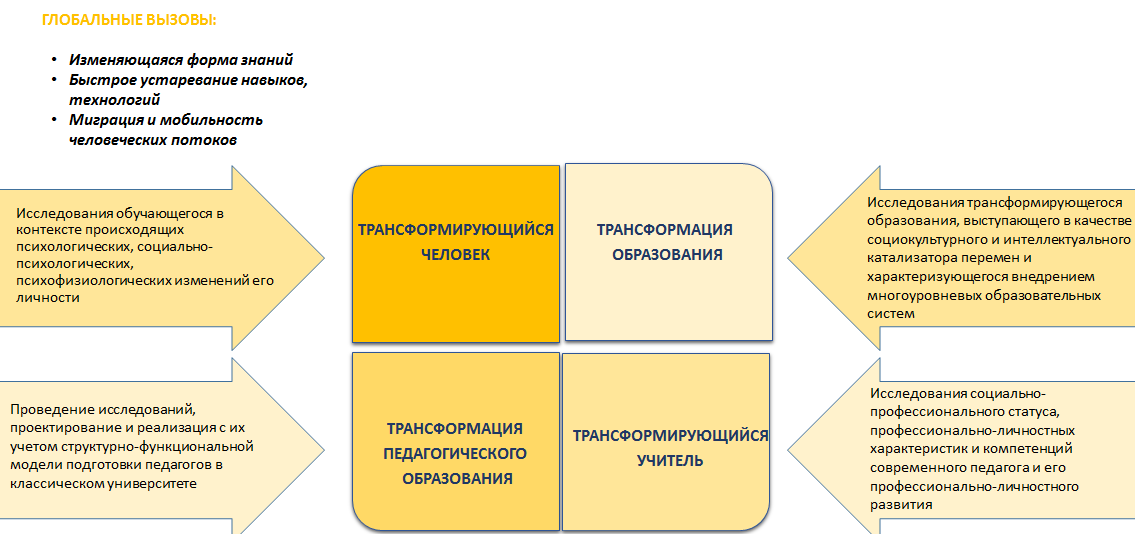 ГЛОБАЛЬНЫЕ ВЫЗОВЫ:
• Изменяющаяся форма знаний
• Быстрое устаревание навыков,
технологий
• Миграция и мобильность
человеческих потоков
Исследования обучающегося в
контексте происходящих
психологических, социально-
психологических,
психофизиологических изменений его
личности
ТРАНСФОРМИРУЮЩИЙСЯ
ЧЕЛОВЕК
ТРАНСФОРМАЦИЯ
ОБРАЗОВАНИЯ
Исследования трансформирующегося
образования, выступающего в качестве
социокультурного и интеллектуального
катализатора перемен и
характеризующегося внедрением
многоуровневых образовательных
систем
Проведение исследований,
проектирование и реализация с их
учетом структурно-функциональной
модели подготовки педагогов в
классическом университете
ТРАНСФОРМАЦИЯ
ПЕДАГОГИЧЕСКОГО
ОБРАЗОВАНИЯ
ТРАНСФОРМИРУЮЩИЙСЯ
УЧИТЕЛЬ
Исследования социально-
профессионального статуса,
профессионально-личностных
характеристик и компетенций
современного педагога и его
профессионально-личностного
развития